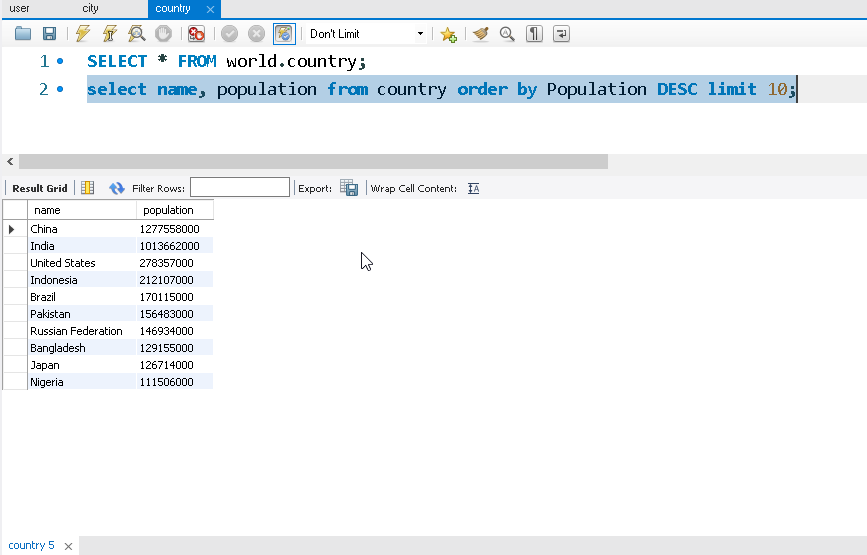 user city country
Don't Limit
1 SELECT * FROM world.country;
2 select name, population from country order by Population DESC limit 10;
Result Grid Filter Rows: Export: Wrap Cell Content: IA
name population
China 1277558000
India 1013662000
United States 278357000
Indonesia 212107000
Brazil 170115000
Pakistan 156483000
Russian Federation 146934000
Bangladesh 129155000
Japan 126714000
Nigeria 111506000
country 5